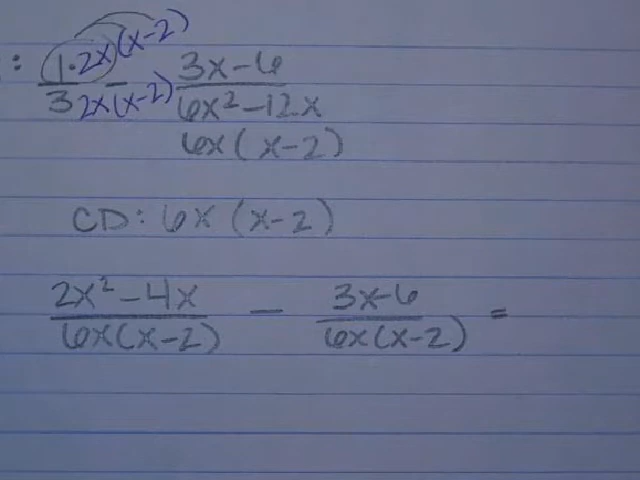 : 1·2x(x-2) / 3 2x(x-2) - 3x-6 / 6x²-12x
6x(x-2)
CD: 6x(x-2)
2x²-4x / 6x(x-2) - 3x-6 / 6x(x-2) =